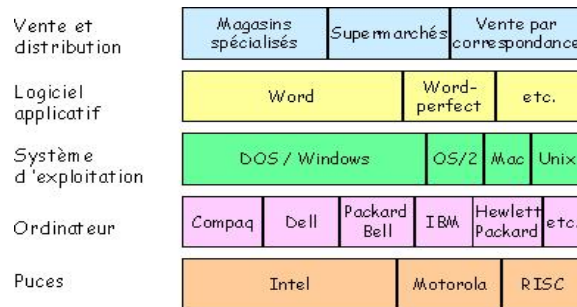 Vente et distribution
Magasins spécialisés
Supermarchés
Vente par correspondance
Logiciel applicatif
Word
Word-perfect
etc.
Système d'exploitation
DOS / Windows
OS/2
Mac
Unix
Ordinateur
Compaq
Dell
Packard Bell
IBM
Hewlett Packard
etc.
Puces
Intel
Motorola
RISC